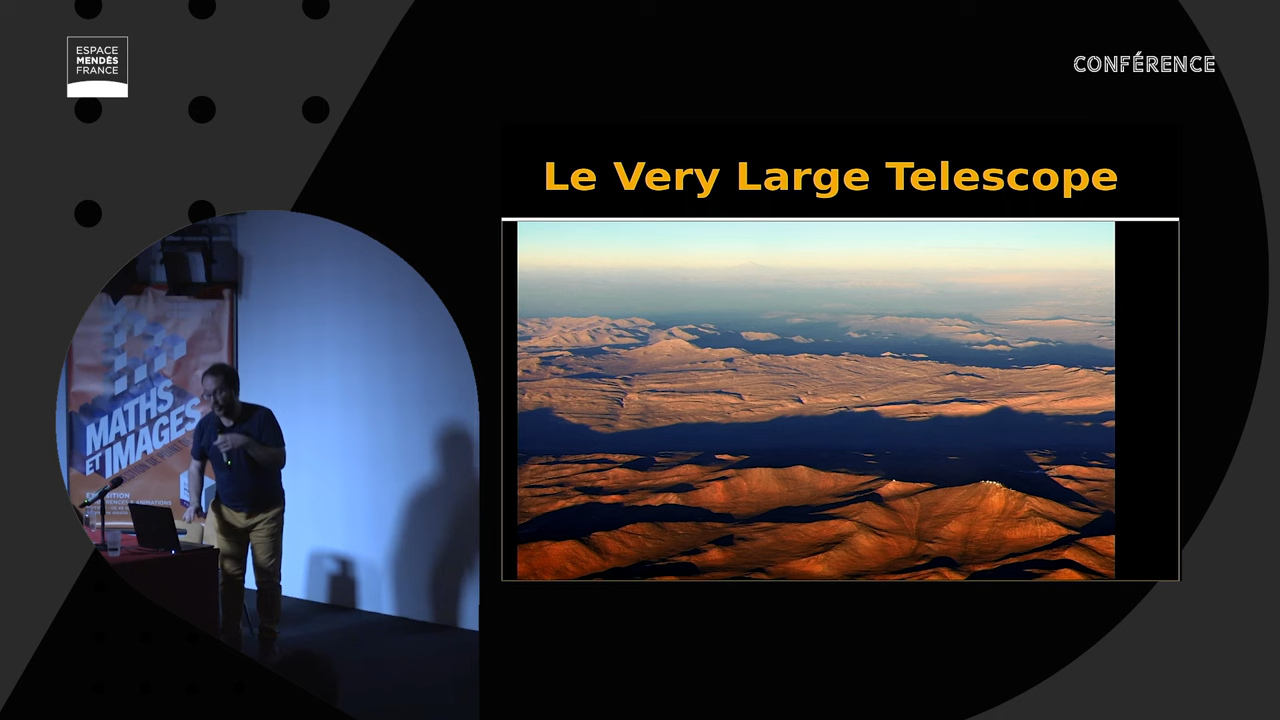 ESPACE
MENDÈS
FRANCE
CONFÉRENCE
Le Very Large Telescope
MATHS
ET IMAGES